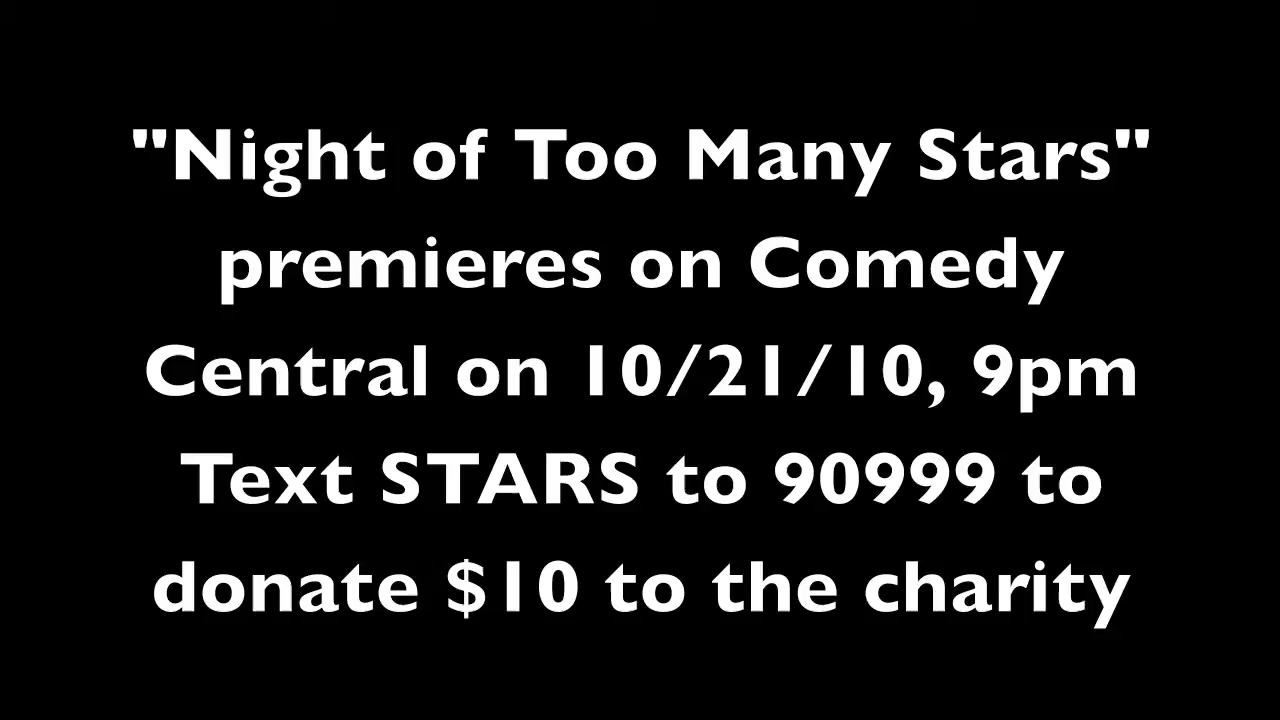 "Night of Too Many Stars"
premieres on Comedy
Central on 10/21/10, 9pm
Text STARS to 90999 to
donate $10 to the charity